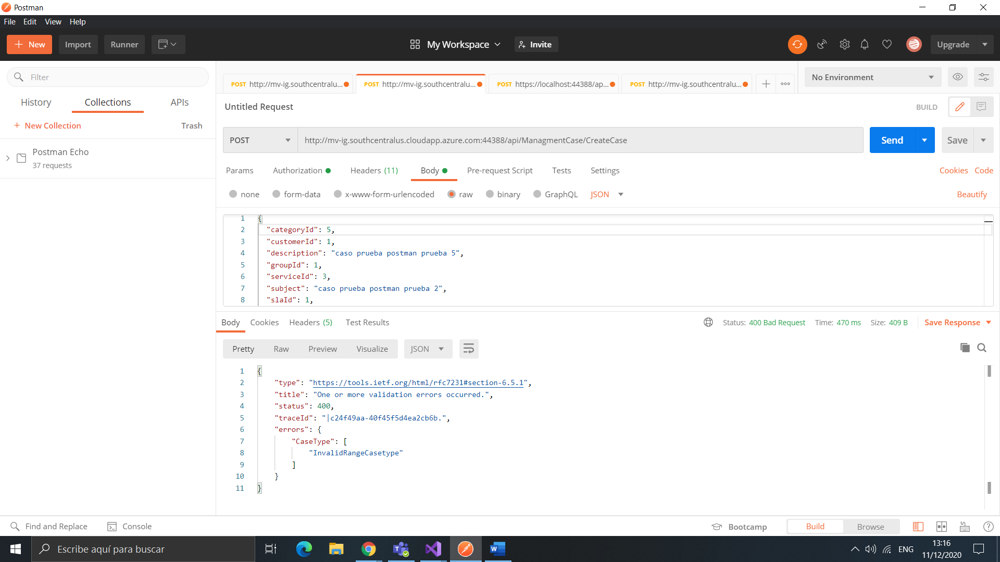 Postman
File Edit View Help
New Import Runner My Workspace Invite Upgrade
Filter
History Collections APIs
+ New Collection Trash
Postman Echo
37 requests
POST http://mv-ig.southcentralu... POST http://mv-ig.southcentralu... POST https://localhost:44388/ap... POST http://mv-ig.southcentralu... No Environment
Untitled Request BUILD
POST http://mv-ig.southcentralus.cloudapp.azure.com:44388/api/ManagmentCase/CreateCase Send Save
Params Authorization Headers (11) Body Pre-request Script Tests Settings Cookies Code
none form-data x-www-form-urlencoded raw binary GraphQL JSON Beautify
1 {
2 "categoryId": 5,
3 "customerId": 1,
4 "description": "caso prueba postman prueba 5",
5 "groupId": 1,
6 "serviceId": 3,
7 "subject": "caso prueba postman prueba 2",
8 "slaId": 1,
Body Cookies Headers (5) Test Results Status: 400 Bad Request Time: 470 ms Size: 409 B Save Response
Pretty Raw Preview Visualize JSON
1 {
2 "type": "https://tools.ietf.org/html/rfc7231#section-6.5.1",
3 "title": "One or more validation errors occurred.",
4 "status": 400,
5 "traceId": "|c24f49aa-40f45f5d4ea2cb6b.",
6 "errors": {
7 "CaseType": [
8 "InvalidRangeCasetype"
9 ]
10 }
11 }
Find and Replace Console Bootcamp Build Browse
Escribe aquí para buscar ENG 13:16
11/12/2020